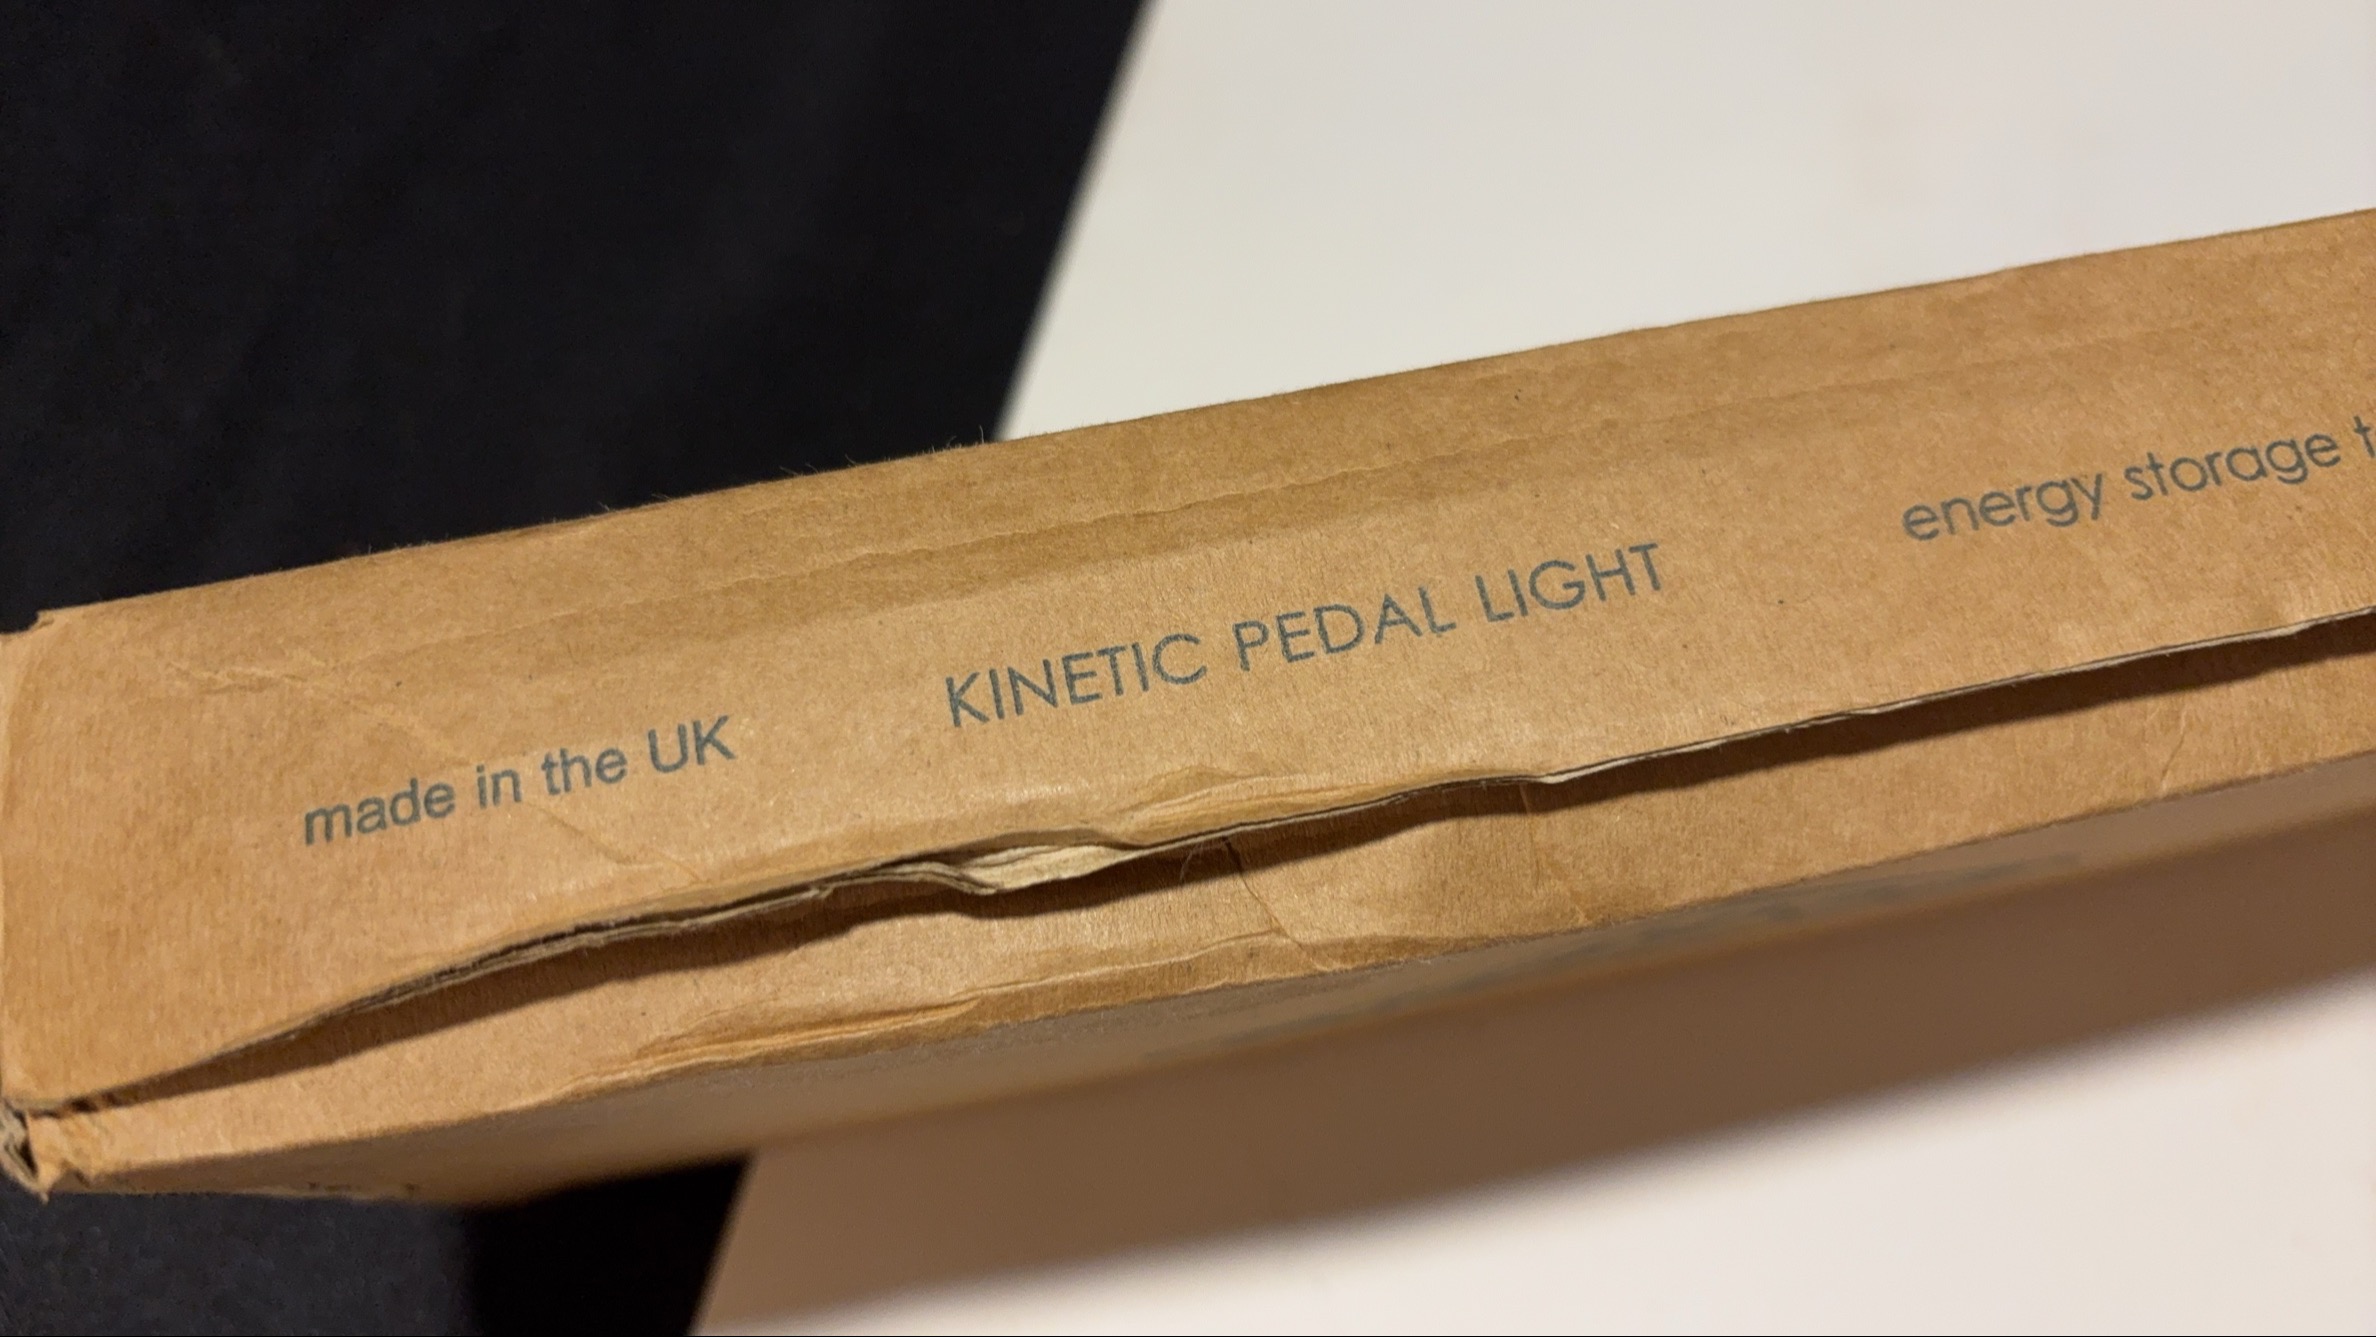 made in the UK KINETIC PEDAL LIGHT energy storage